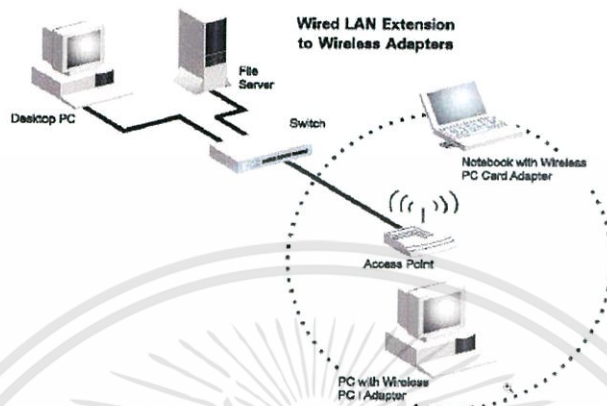 Wired LAN Extension
to Wireless Adapters
File
Server
Desktop PC
Switch
Notebook with Wireless
PC Card Adapter
Access Point
PC with Wireless
PC I Adapter